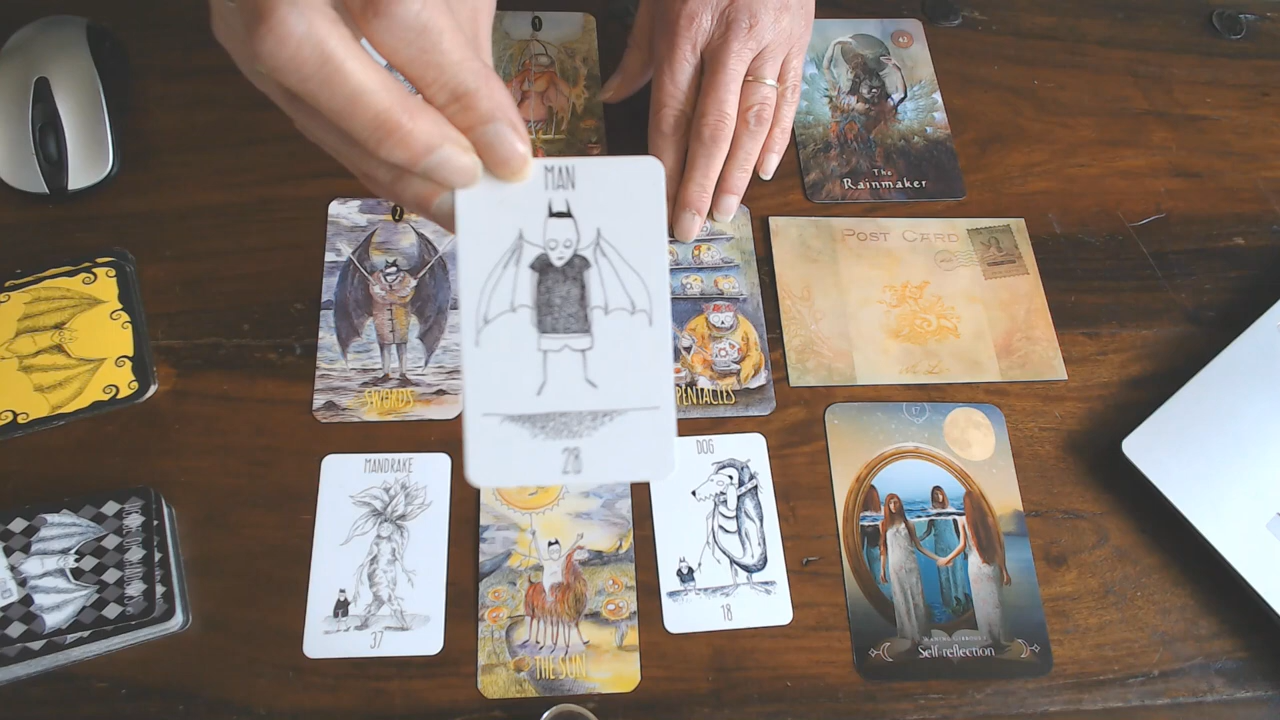 43
The
Rainmaker
MAN
28
2
SWORDS
PENTACLES
POST CARD
MANDRAKE
37
THE SUN
DOG
18
17
Self-reflection